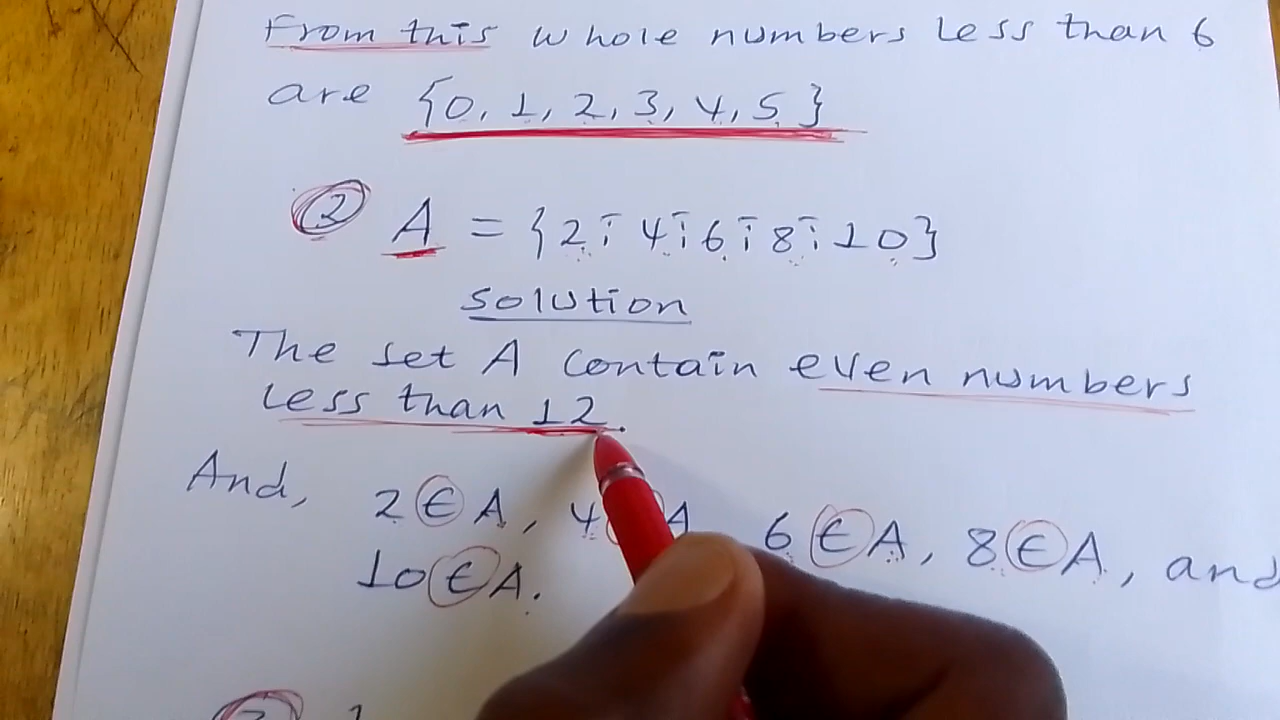 From this whole numbers less than 6
are {0, 1, 2, 3, 4, 5}
② A = {2, 4, 6, 8, 10}
Solution
The set A contain even numbers
less than 12.
And, 2 ∈ A, 4 A 6 ∈ A, 8 ∈ A, and
10 ∈ A.